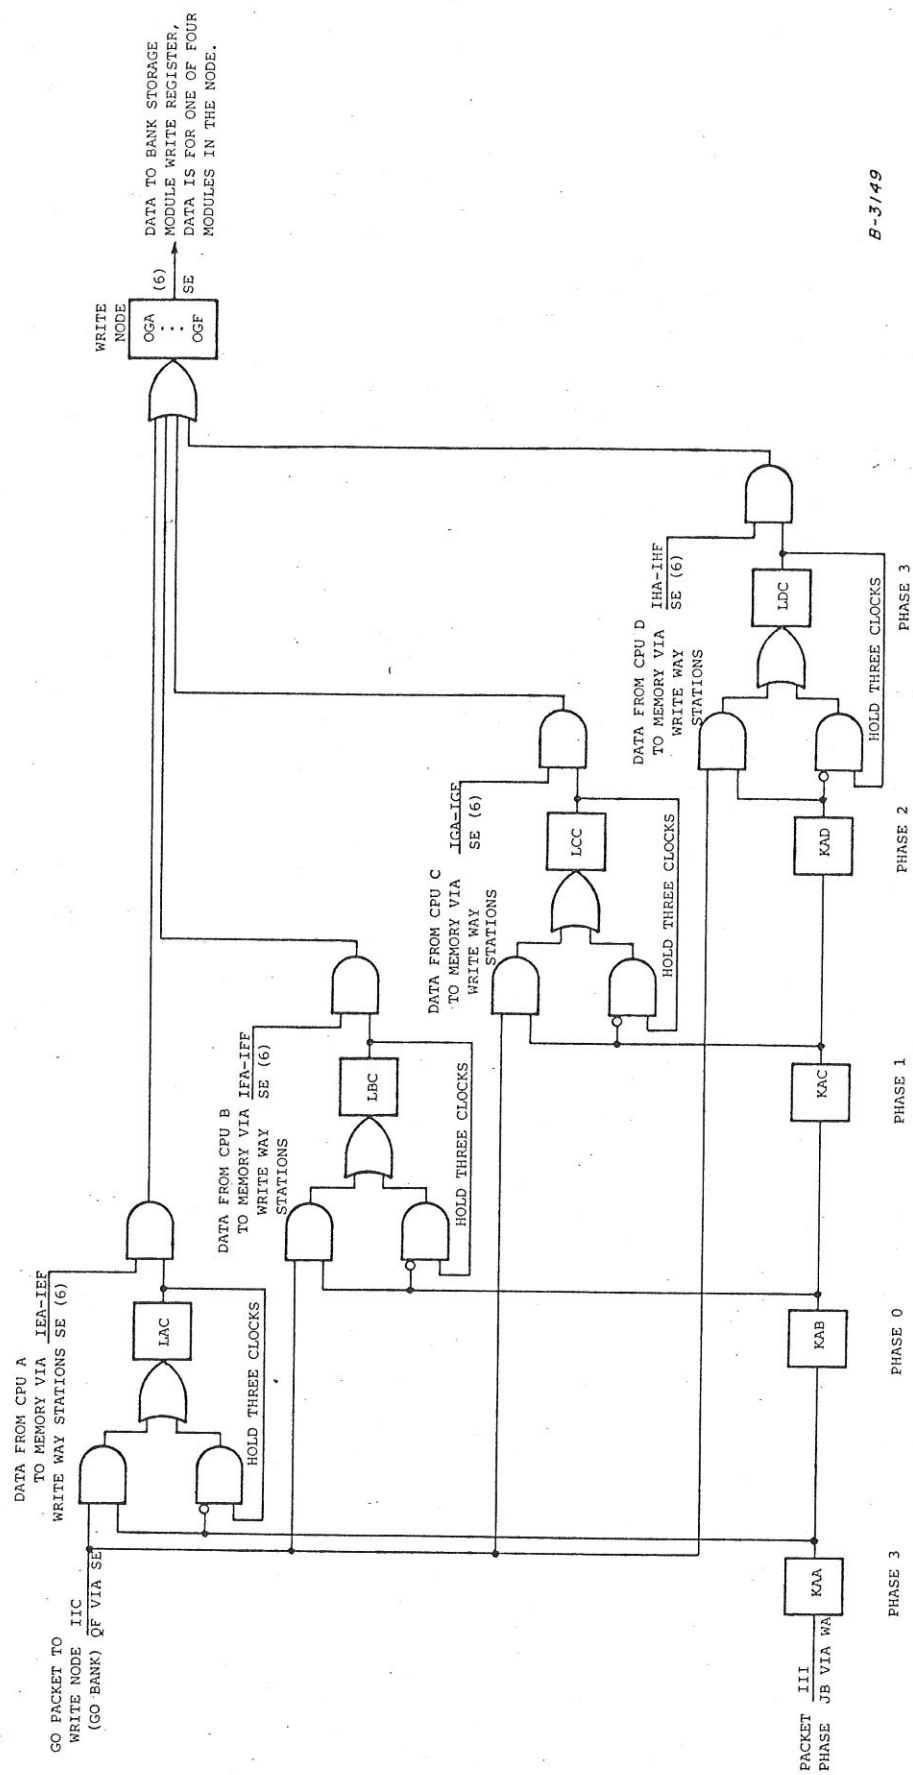 DATA TO BANK STORAGE
MODULE WRITE REGISTER,
DATA IS FOR ONE OF FOUR
MODULES IN THE NODE.
WRITE
NODE
OGA
OGF
(6)
SE
DATA FROM CPU A
TO MEMORY VIA IEA-IEF
WRITE WAY STATIONS SE (6)
LAC
HOLD THREE CLOCKS
GO PACKET TO
WRITE NODE IIC
(GO BANK) QF VIA SE
DATA FROM CPU B
TO MEMORY VIA IFA-IFF
WRITE WAY SE (6)
STATIONS
LBC
HOLD THREE CLOCKS
DATA FROM CPU C
TO MEMORY VIA IGA-IGF
WRITE WAY SE (6)
STATIONS
LCC
HOLD THREE CLOCKS
DATA FROM CPU D
TO MEMORY VIA IHA-IHF
WRITE WAY SE (6)
STATIONS
LDC
HOLD THREE CLOCKS
PACKET III
PHASE JB VIA WA
KAA
KAB
KAC
KAD
PHASE 3
PHASE 0
PHASE 1
PHASE 2
PHASE 3
B-3149